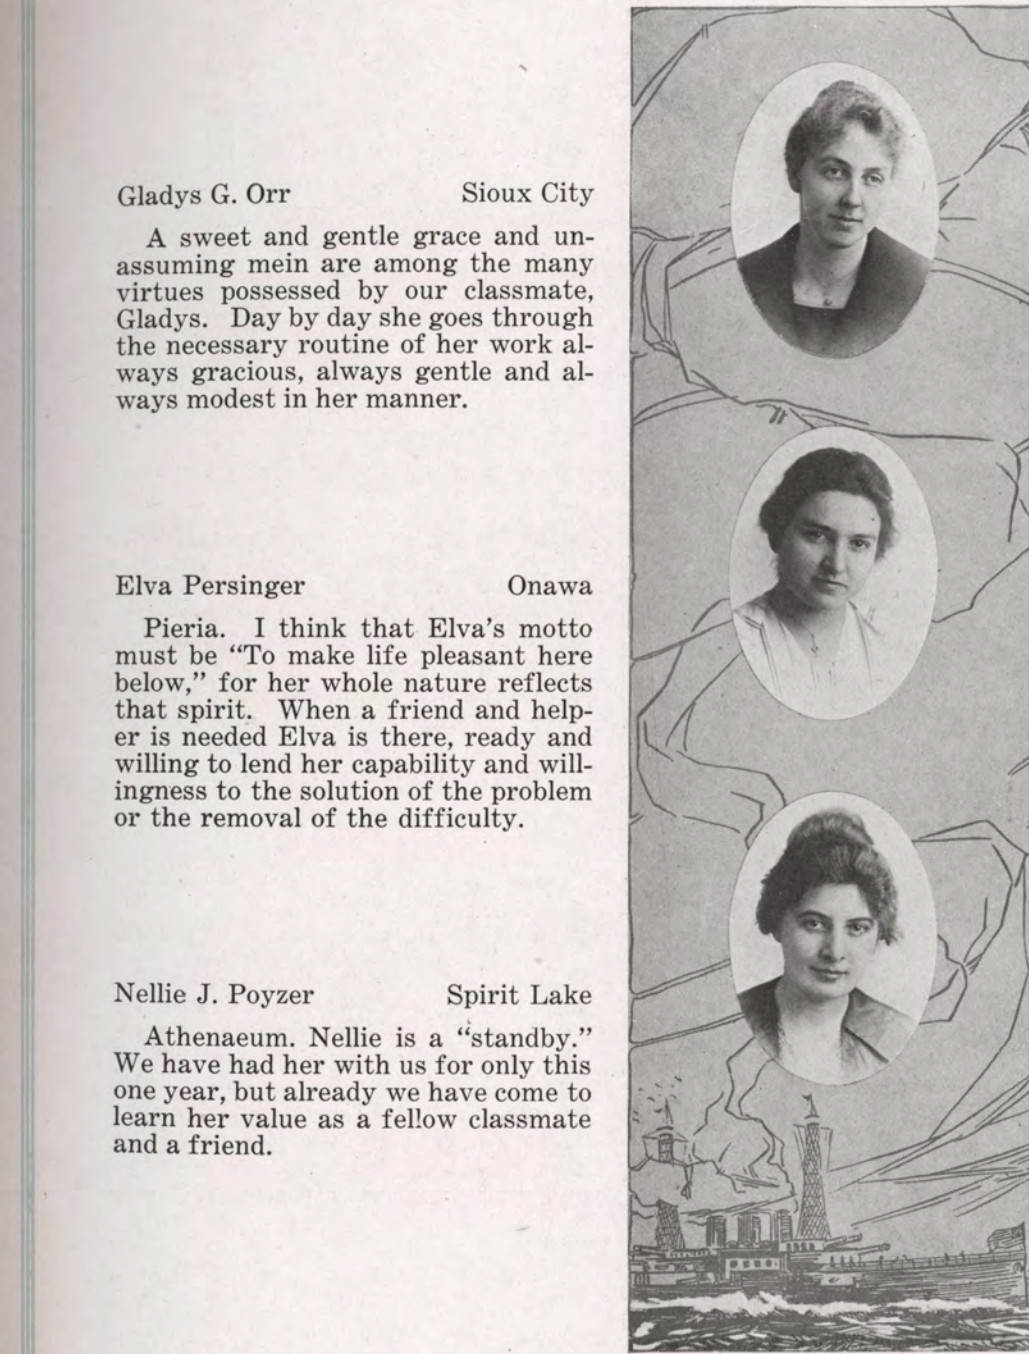 Gladys G. Orr Sioux City
A sweet and gentle grace and un-
assuming mein are among the many
virtues possessed by our classmate,
Gladys. Day by day she goes through
the necessary routine of her work al-
ways gracious, always gentle and al-
ways modest in her manner.
Elva Persinger Onawa
Pieria. I think that Elva's motto
must be "To make life pleasant here
below," for her whole nature reflects
that spirit. When a friend and help-
er is needed Elva is there, ready and
willing to lend her capability and will-
ingness to the solution of the problem
or the removal of the difficulty.
Nellie J. Poyzer Spirit Lake
Athenaeum. Nellie is a "standby."
We have had her with us for only this
one year, but already we have come to
learn her value as a fellow classmate
and a friend.